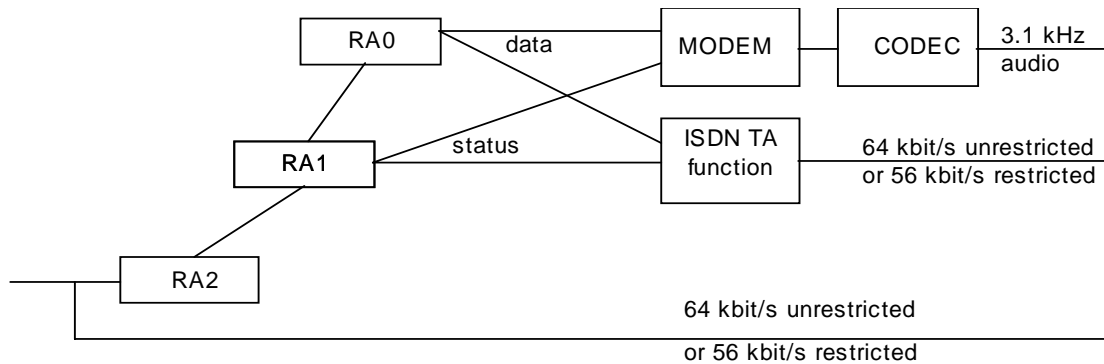 RA0
data
MODEM
CODEC
3.1 kHz
audio
RA1
status
ISDN TA
function
64 kbit/s unrestricted
or 56 kbit/s restricted
RA2
64 kbit/s unrestricted
or 56 kbit/s restricted